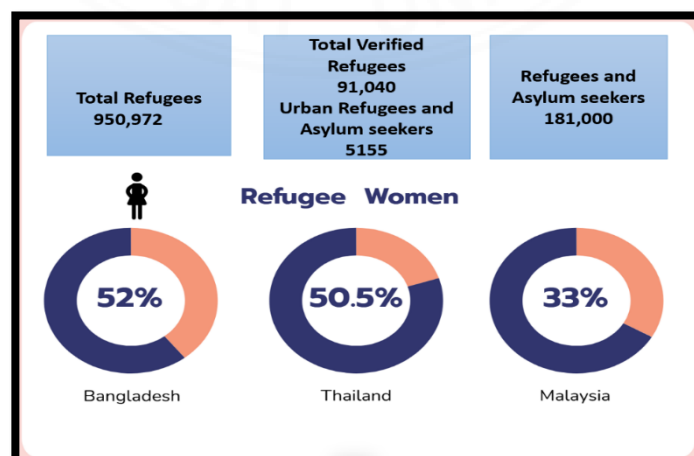 Total Refugees
950,972
Total Verified
Refugees
91,040
Urban Refugees and
Asylum seekers
5155
Refugees and
Asylum seekers
181,000
Refugee Women
52%
50.5%
33%
Bangladesh
Thailand
Malaysia